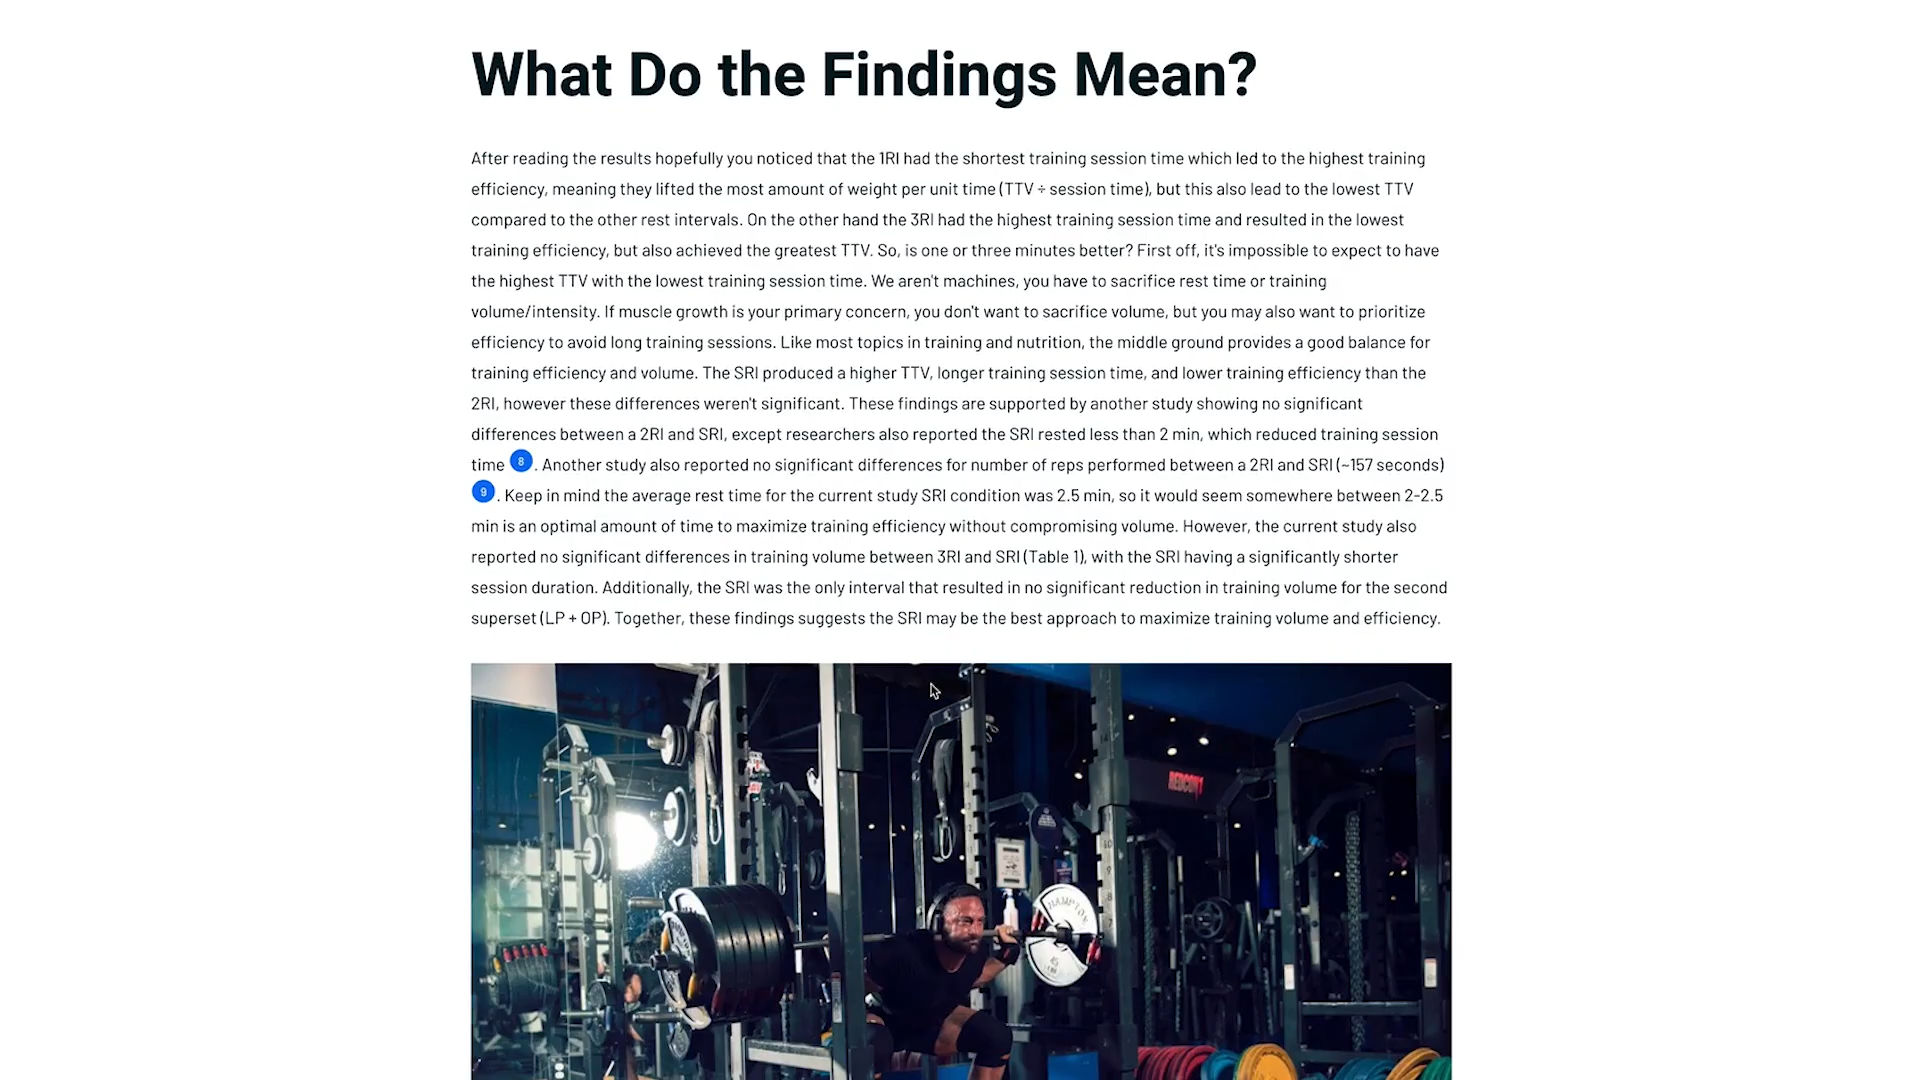 What Do the Findings Mean?
After reading the results hopefully you noticed that the 1RI had the shortest training session time which led to the highest training
efficiency, meaning they lifted the most amount of weight per unit time (TTV ÷ session time), but this also lead to the lowest TTV
compared to the other rest intervals. On the other hand the 3RI had the highest training session time and resulted in the lowest
training efficiency, but also achieved the greatest TTV. So, is one or three minutes better? First off, it's impossible to expect to have
the highest TTV with the lowest training session time. We aren't machines, you have to sacrifice rest time or training
volume/intensity. If muscle growth is your primary concern, you don't want to sacrifice volume, but you may also want to prioritize
efficiency to avoid long training sessions. Like most topics in training and nutrition, the middle ground provides a good balance for
training efficiency and volume. The SRI produced a higher TTV, longer training session time, and lower training efficiency than the
2RI, however these differences weren't significant. These findings are supported by another study showing no significant
differences between a 2RI and SRI, except researchers also reported the SRI rested less than 2 min, which reduced training session
time 8 . Another study also reported no significant differences for number of reps performed between a 2RI and SRI (~157 seconds)
9 . Keep in mind the average rest time for the current study SRI condition was 2.5 min, so it would seem somewhere between 2-2.5
min is an optimal amount of time to maximize training efficiency without compromising volume. However, the current study also
reported no significant differences in training volume between 3RI and SRI (Table 1), with the SRI having a significantly shorter
session duration. Additionally, the SRI was the only interval that resulted in no significant reduction in training volume for the second
superset (LP + OP). Together, these findings suggests the SRI may be the best approach to maximize training volume and efficiency.
REDCON1
HAMPTON
45